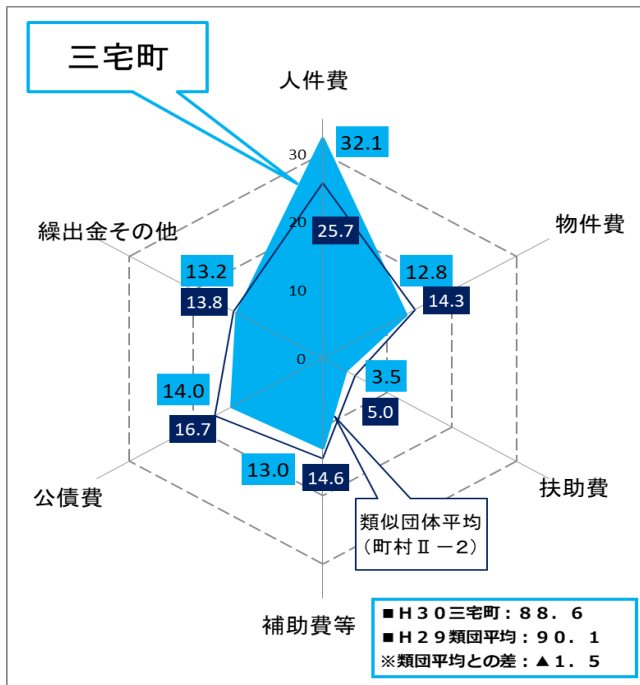 三宅町
人件費
32.1
30
20
25.7
繰出金その他
物件費
13.2
12.8
13.8
14.3
10
0
14.0
3.5
16.7
5.0
13.0
14.6
公債費
扶助費
類似団体平均
(町村Ⅱ－2)
補助費等
■Ｈ３０三宅町：８８．６
■Ｈ２９類団平均：９０．１
※類団平均との差：▲１．５